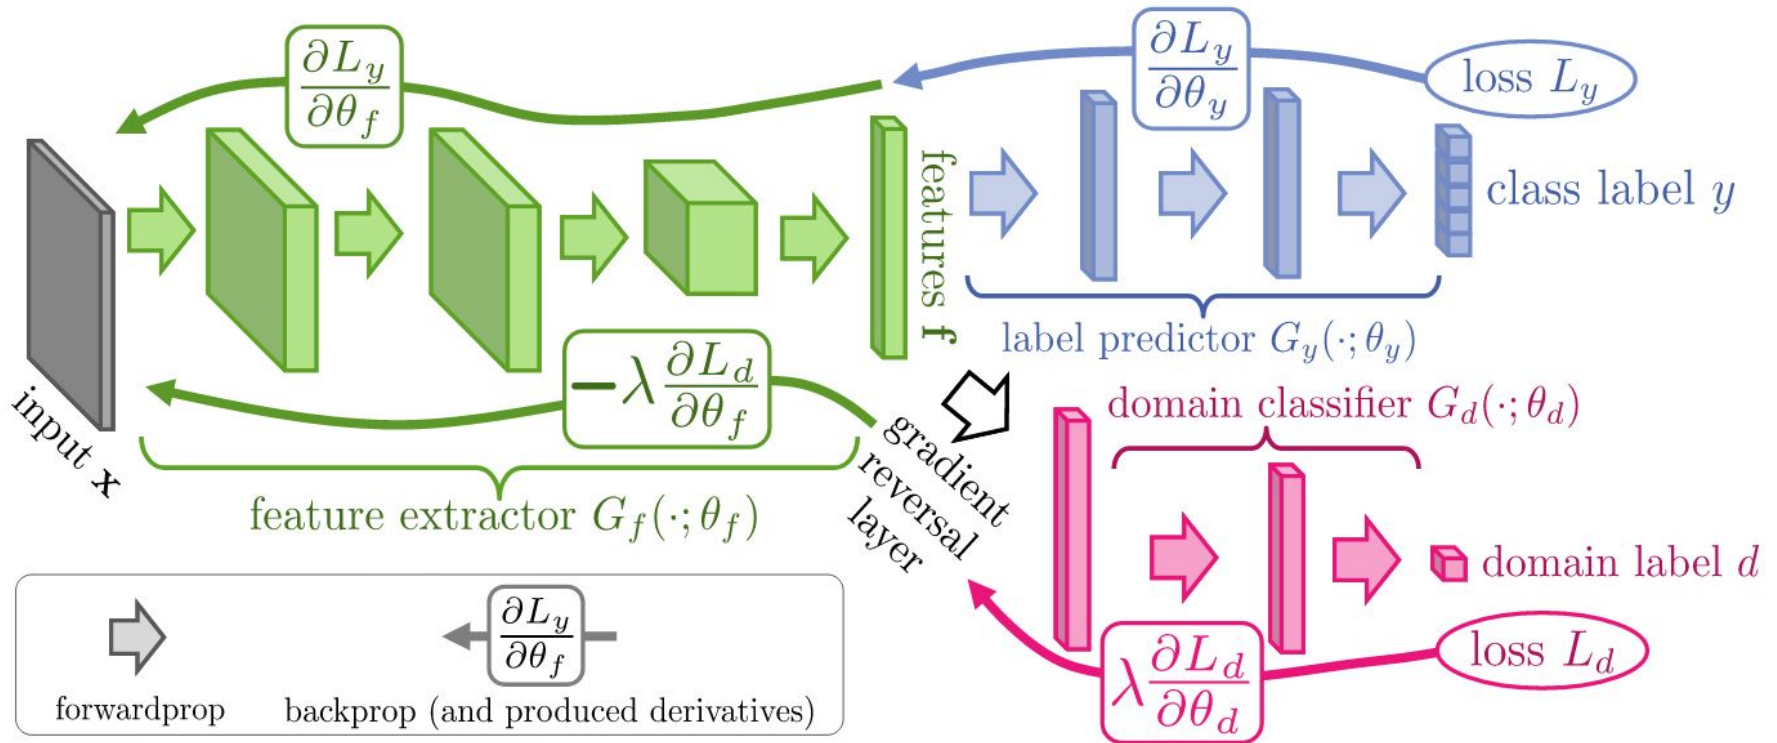 ∂L_y
∂θ_f
∂L_y
∂θ_y
loss L_y
input x
features f
class label y
label predictor G_y(·; θ_y)
−λ ∂L_d
∂θ_f
domain classifier G_d(·; θ_d)
feature extractor G_f(·; θ_f)
gradient
reversal
layer
domain label d
loss L_d
λ ∂L_d
∂θ_d
∂L_y
∂θ_f
forwardprop
backprop (and produced derivatives)